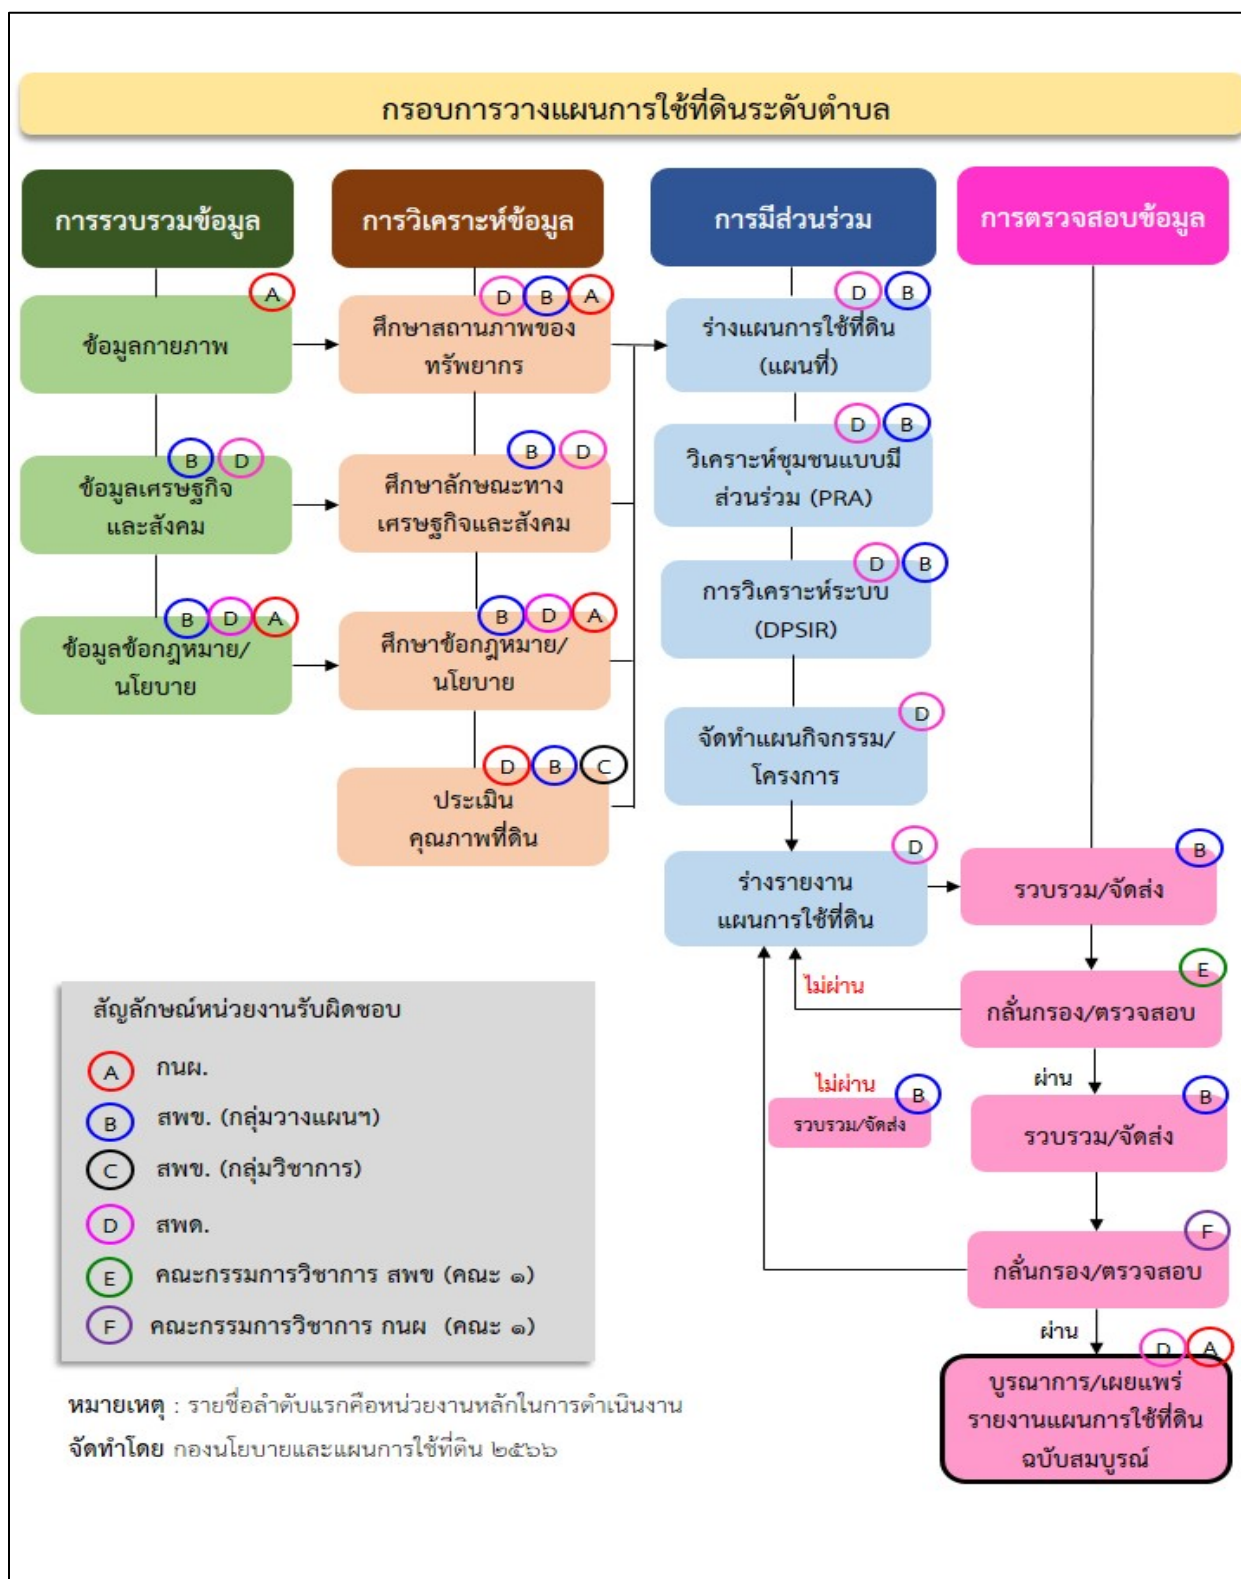 กรอบการวางแผนการใช้ที่ดินระดับตำบล
การรวบรวมข้อมูล
A
ข้อมูลกายภาพ
B D
ข้อมูลเศรษฐกิจ
และสังคม
B D A
ข้อมูลข้อกฎหมาย/
นโยบาย
การวิเคราะห์ข้อมูล
D B A
ศึกษาสถานภาพของ
ทรัพยากร
B D
ศึกษาลักษณะทาง
เศรษฐกิจและสังคม
B D A
ศึกษาข้อกฎหมาย/
นโยบาย
D B C
ประเมิน
คุณภาพที่ดิน
การมีส่วนร่วม
D B
ร่างแผนการใช้ที่ดิน
(แผนที่)
D B
วิเคราะห์ชุมชนแบบมี
ส่วนร่วม (PRA)
D B
การวิเคราะห์ระบบ
(DPSIR)
D
จัดทำแผนกิจกรรม/
โครงการ
D
ร่างรายงาน
แผนการใช้ที่ดิน
การตรวจสอบข้อมูล
B
รวบรวม/จัดส่ง
E
ไม่ผ่าน
กลั่นกรอง/ตรวจสอบ
ผ่าน
ไม่ผ่าน
B
รวบรวม/จัดส่ง
B
รวบรวม/จัดส่ง
F
กลั่นกรอง/ตรวจสอบ
ผ่าน
D A
บูรณาการ/เผยแพร่
รายงานแผนการใช้ที่ดิน
ฉบับสมบูรณ์
สัญลักษณ์หน่วยงานรับผิดชอบ
A กนผ.
B สพข. (กลุ่มวางแผนฯ)
C สพข. (กลุ่มวิชาการ)
D สพด.
E คณะกรรมการวิชาการ สพข (คณะ ๑)
F คณะกรรมการวิชาการ กนผ (คณะ ๑)
หมายเหตุ : รายชื่อลำดับแรกคือหน่วยงานหลักในการดำเนินงาน
จัดทำโดย กองนโยบายและแผนการใช้ที่ดิน ๒๕๖๖